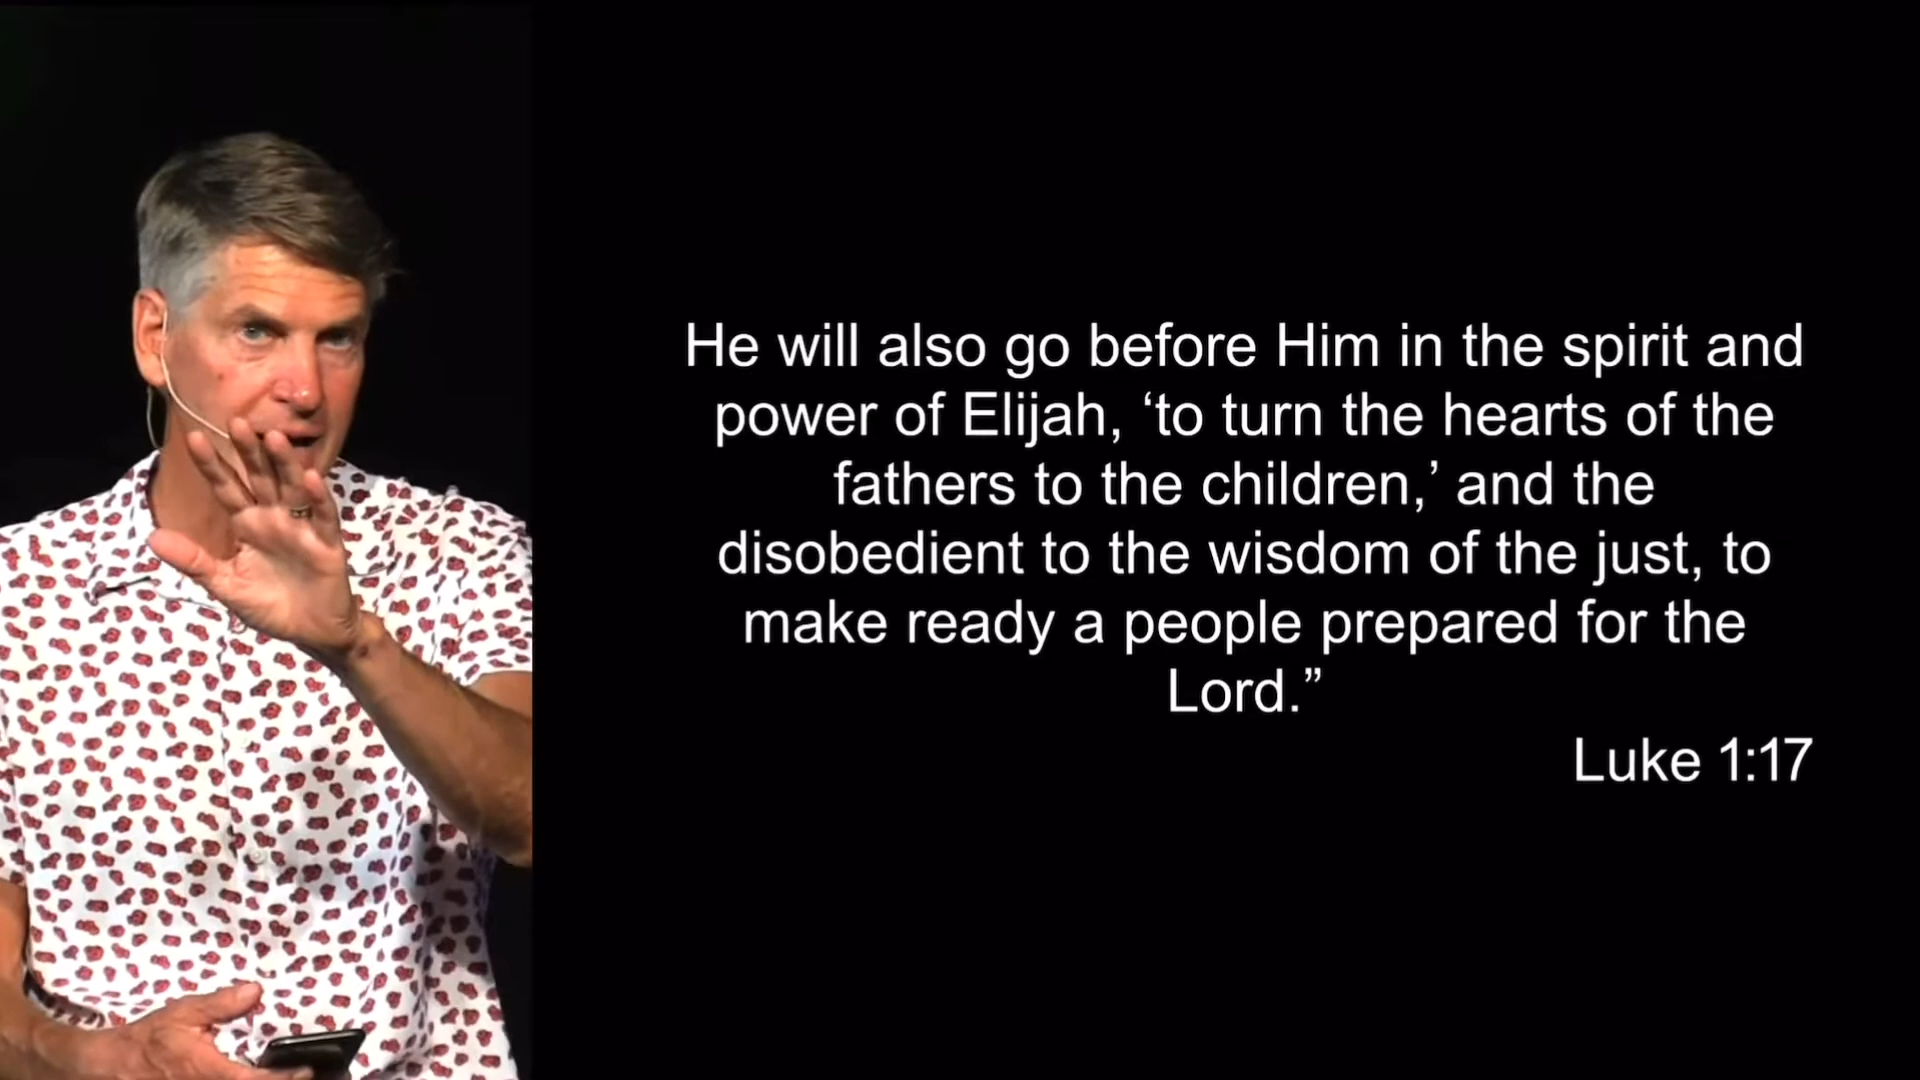 He will also go before Him in the spirit and
power of Elijah, ‘to turn the hearts of the
fathers to the children,’ and the
disobedient to the wisdom of the just, to
make ready a people prepared for the
Lord.”
Luke 1:17